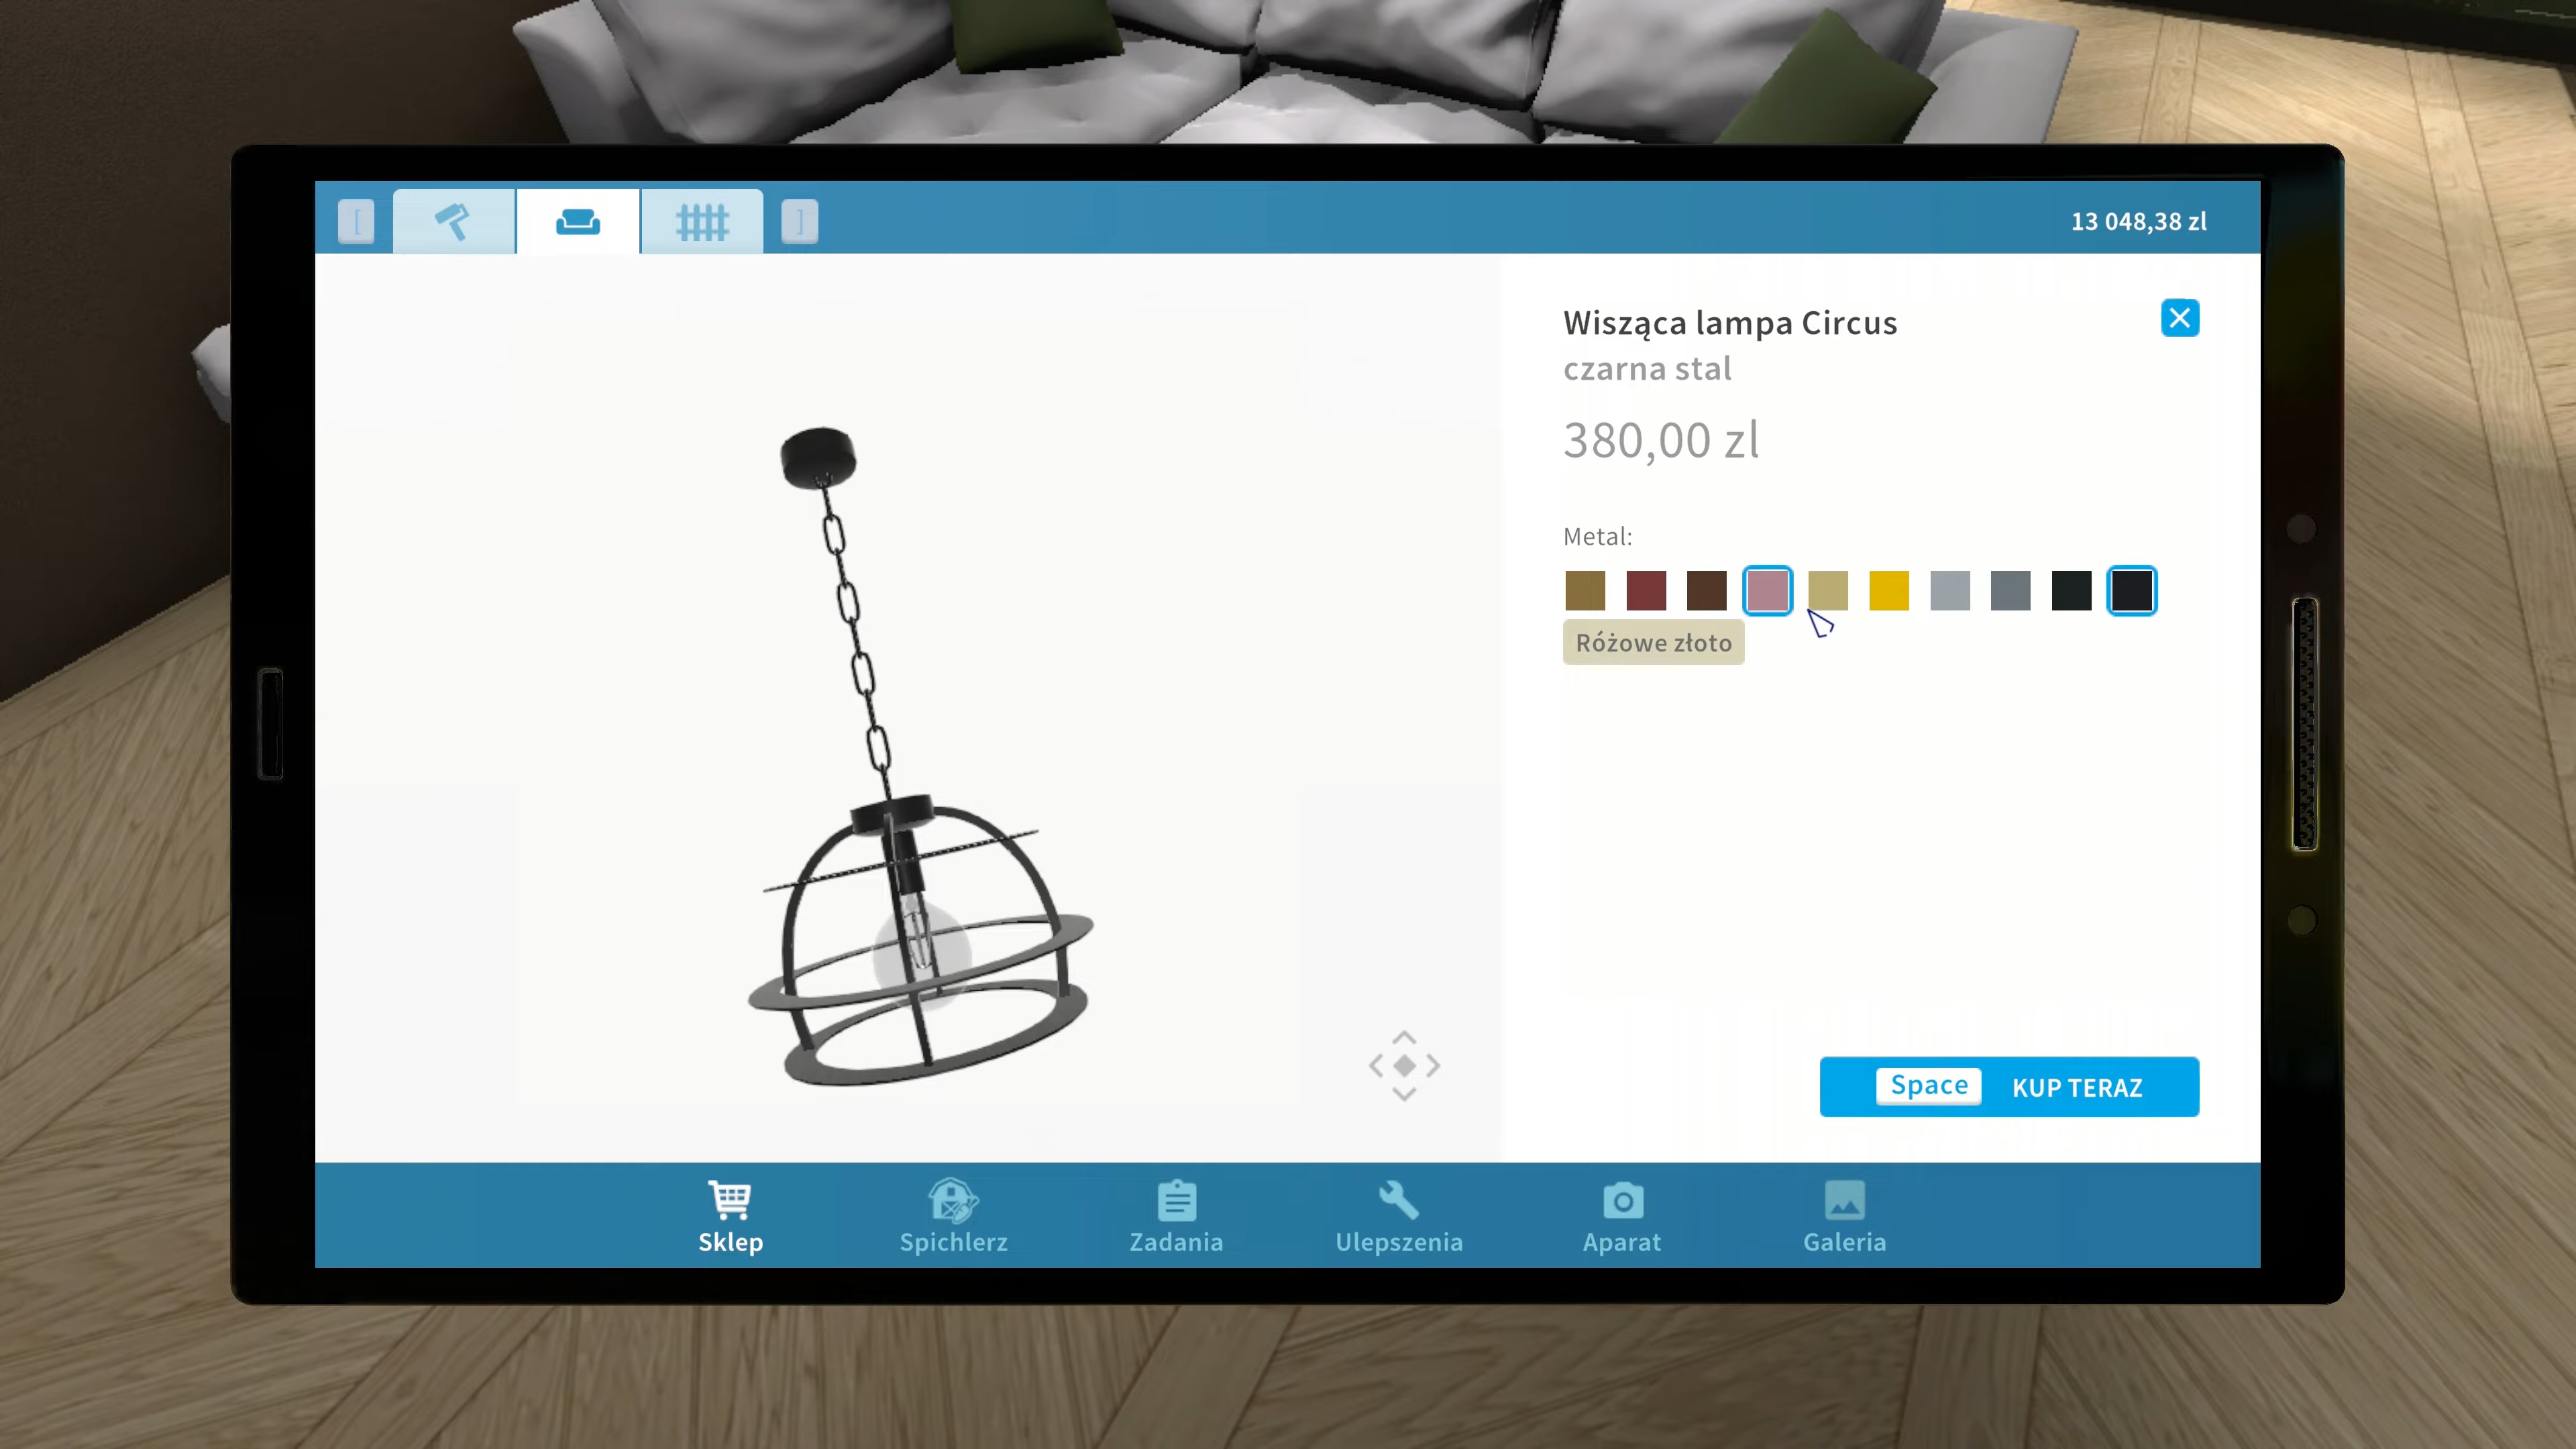 [
]
13 048,38 zl
Wisząca lampa Circus
czarna stal
380,00 zl
Metal:
Różowe złoto
Space KUP TERAZ
Sklep
Spichlerz
Zadania
Ulepszenia
Aparat
Galeria